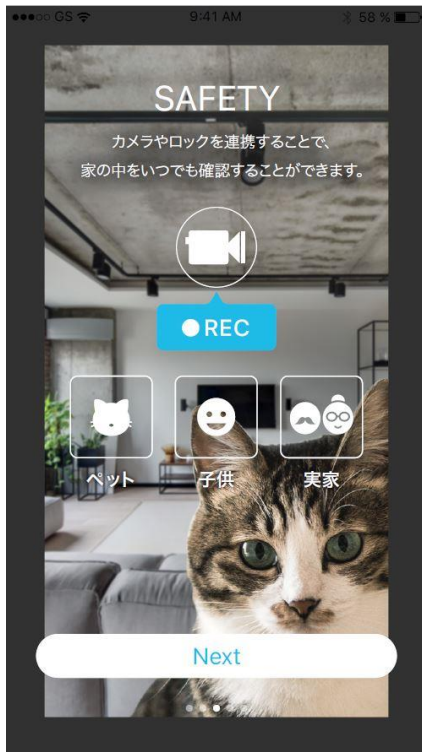 GS 9:41 AM 58 %
SAFETY
カメラやロックを連携することで、
家の中をいつでも確認することができます。
REC
ペット 子供 実家
Next